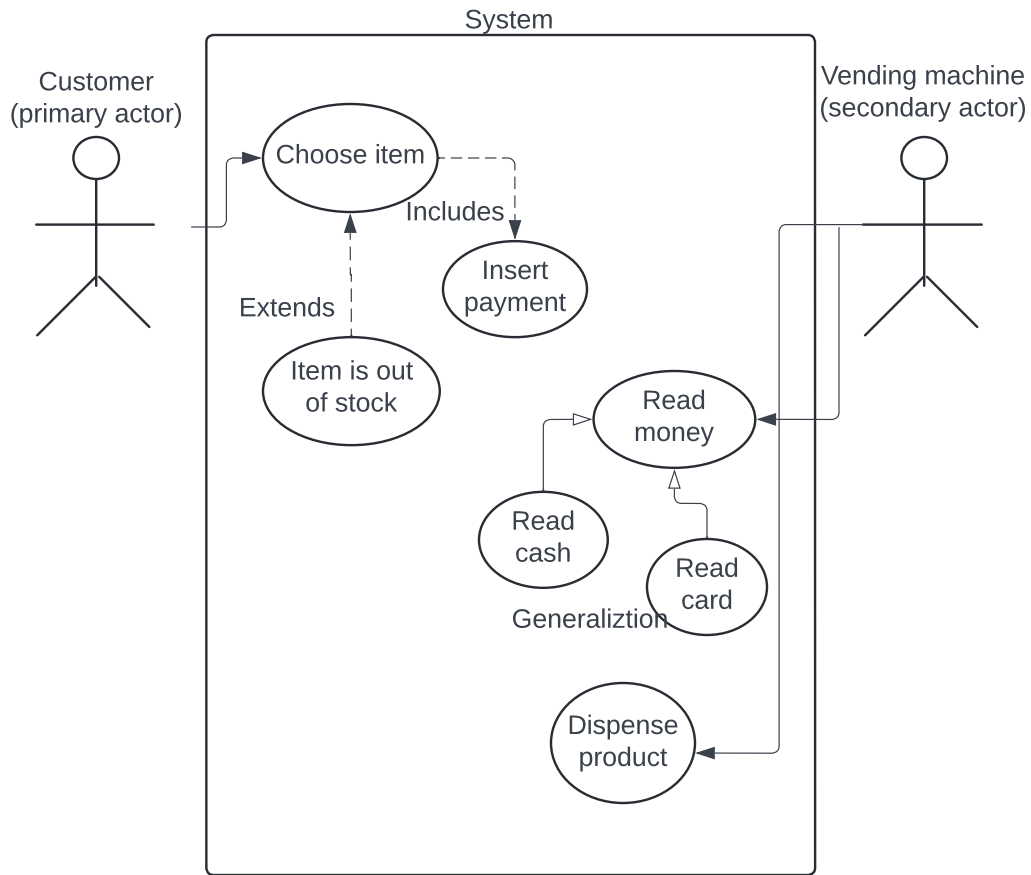 System
Customer
(primary actor)
Vending machine
(secondary actor)
Choose item
Includes
Insert
payment
Extends
Item is out
of stock
Read
money
Read
cash
Read
card
Generaliztion
Dispense
product